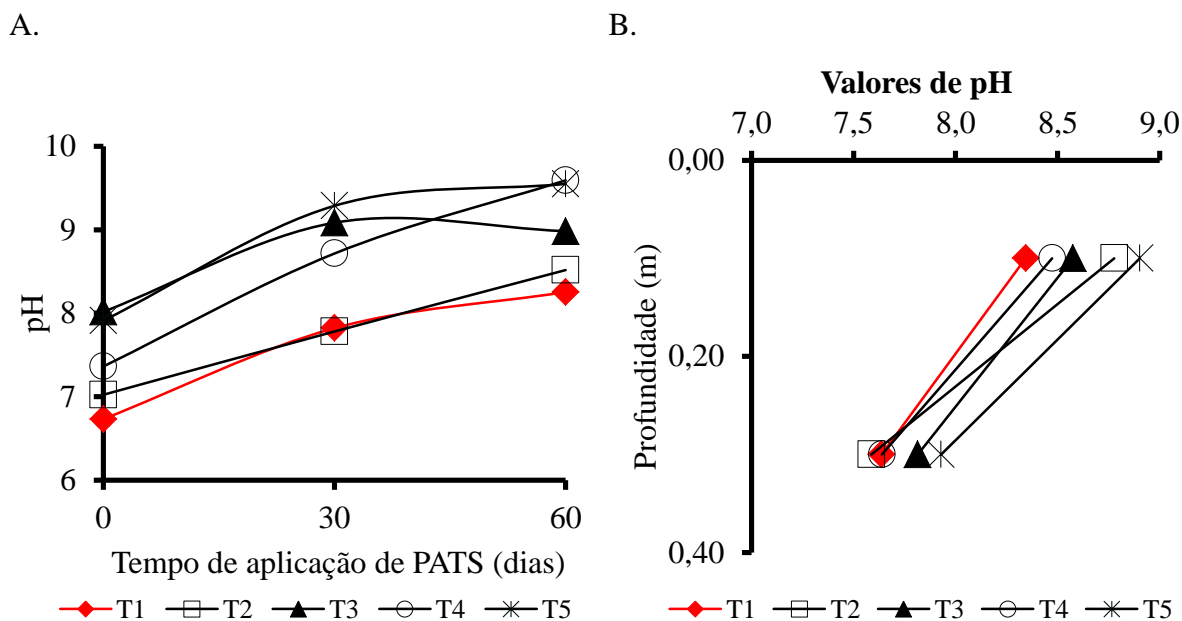 A.
10
9
8
7
6
pH
0 30 60
Tempo de aplicação de PATS (dias)
T1 T2 T3 T4 T5
B.
Valores de pH
7,0 7,5 8,0 8,5 9,0
0,00
0,20
0,40
Profundidade (m)
T1 T2 T3 T4 T5